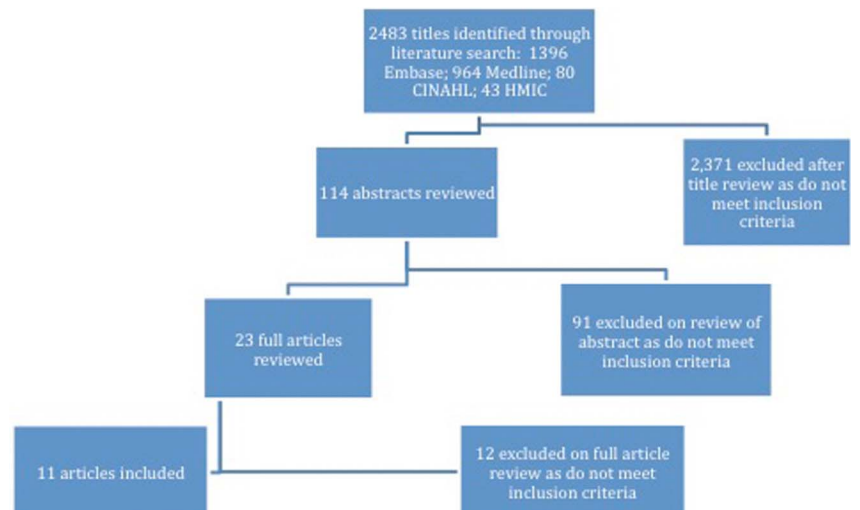 2483 titles identified through
literature search: 1396
Embase; 964 Medline; 80
CINAHL; 43 HMIC
114 abstracts reviewed
2,371 excluded after
title review as do not
meet inclusion
criteria
23 full articles
reviewed
91 excluded on review of
abstract as do not meet
inclusion criteria
11 articles included
12 excluded on full article
review as do not meet
inclusion criteria